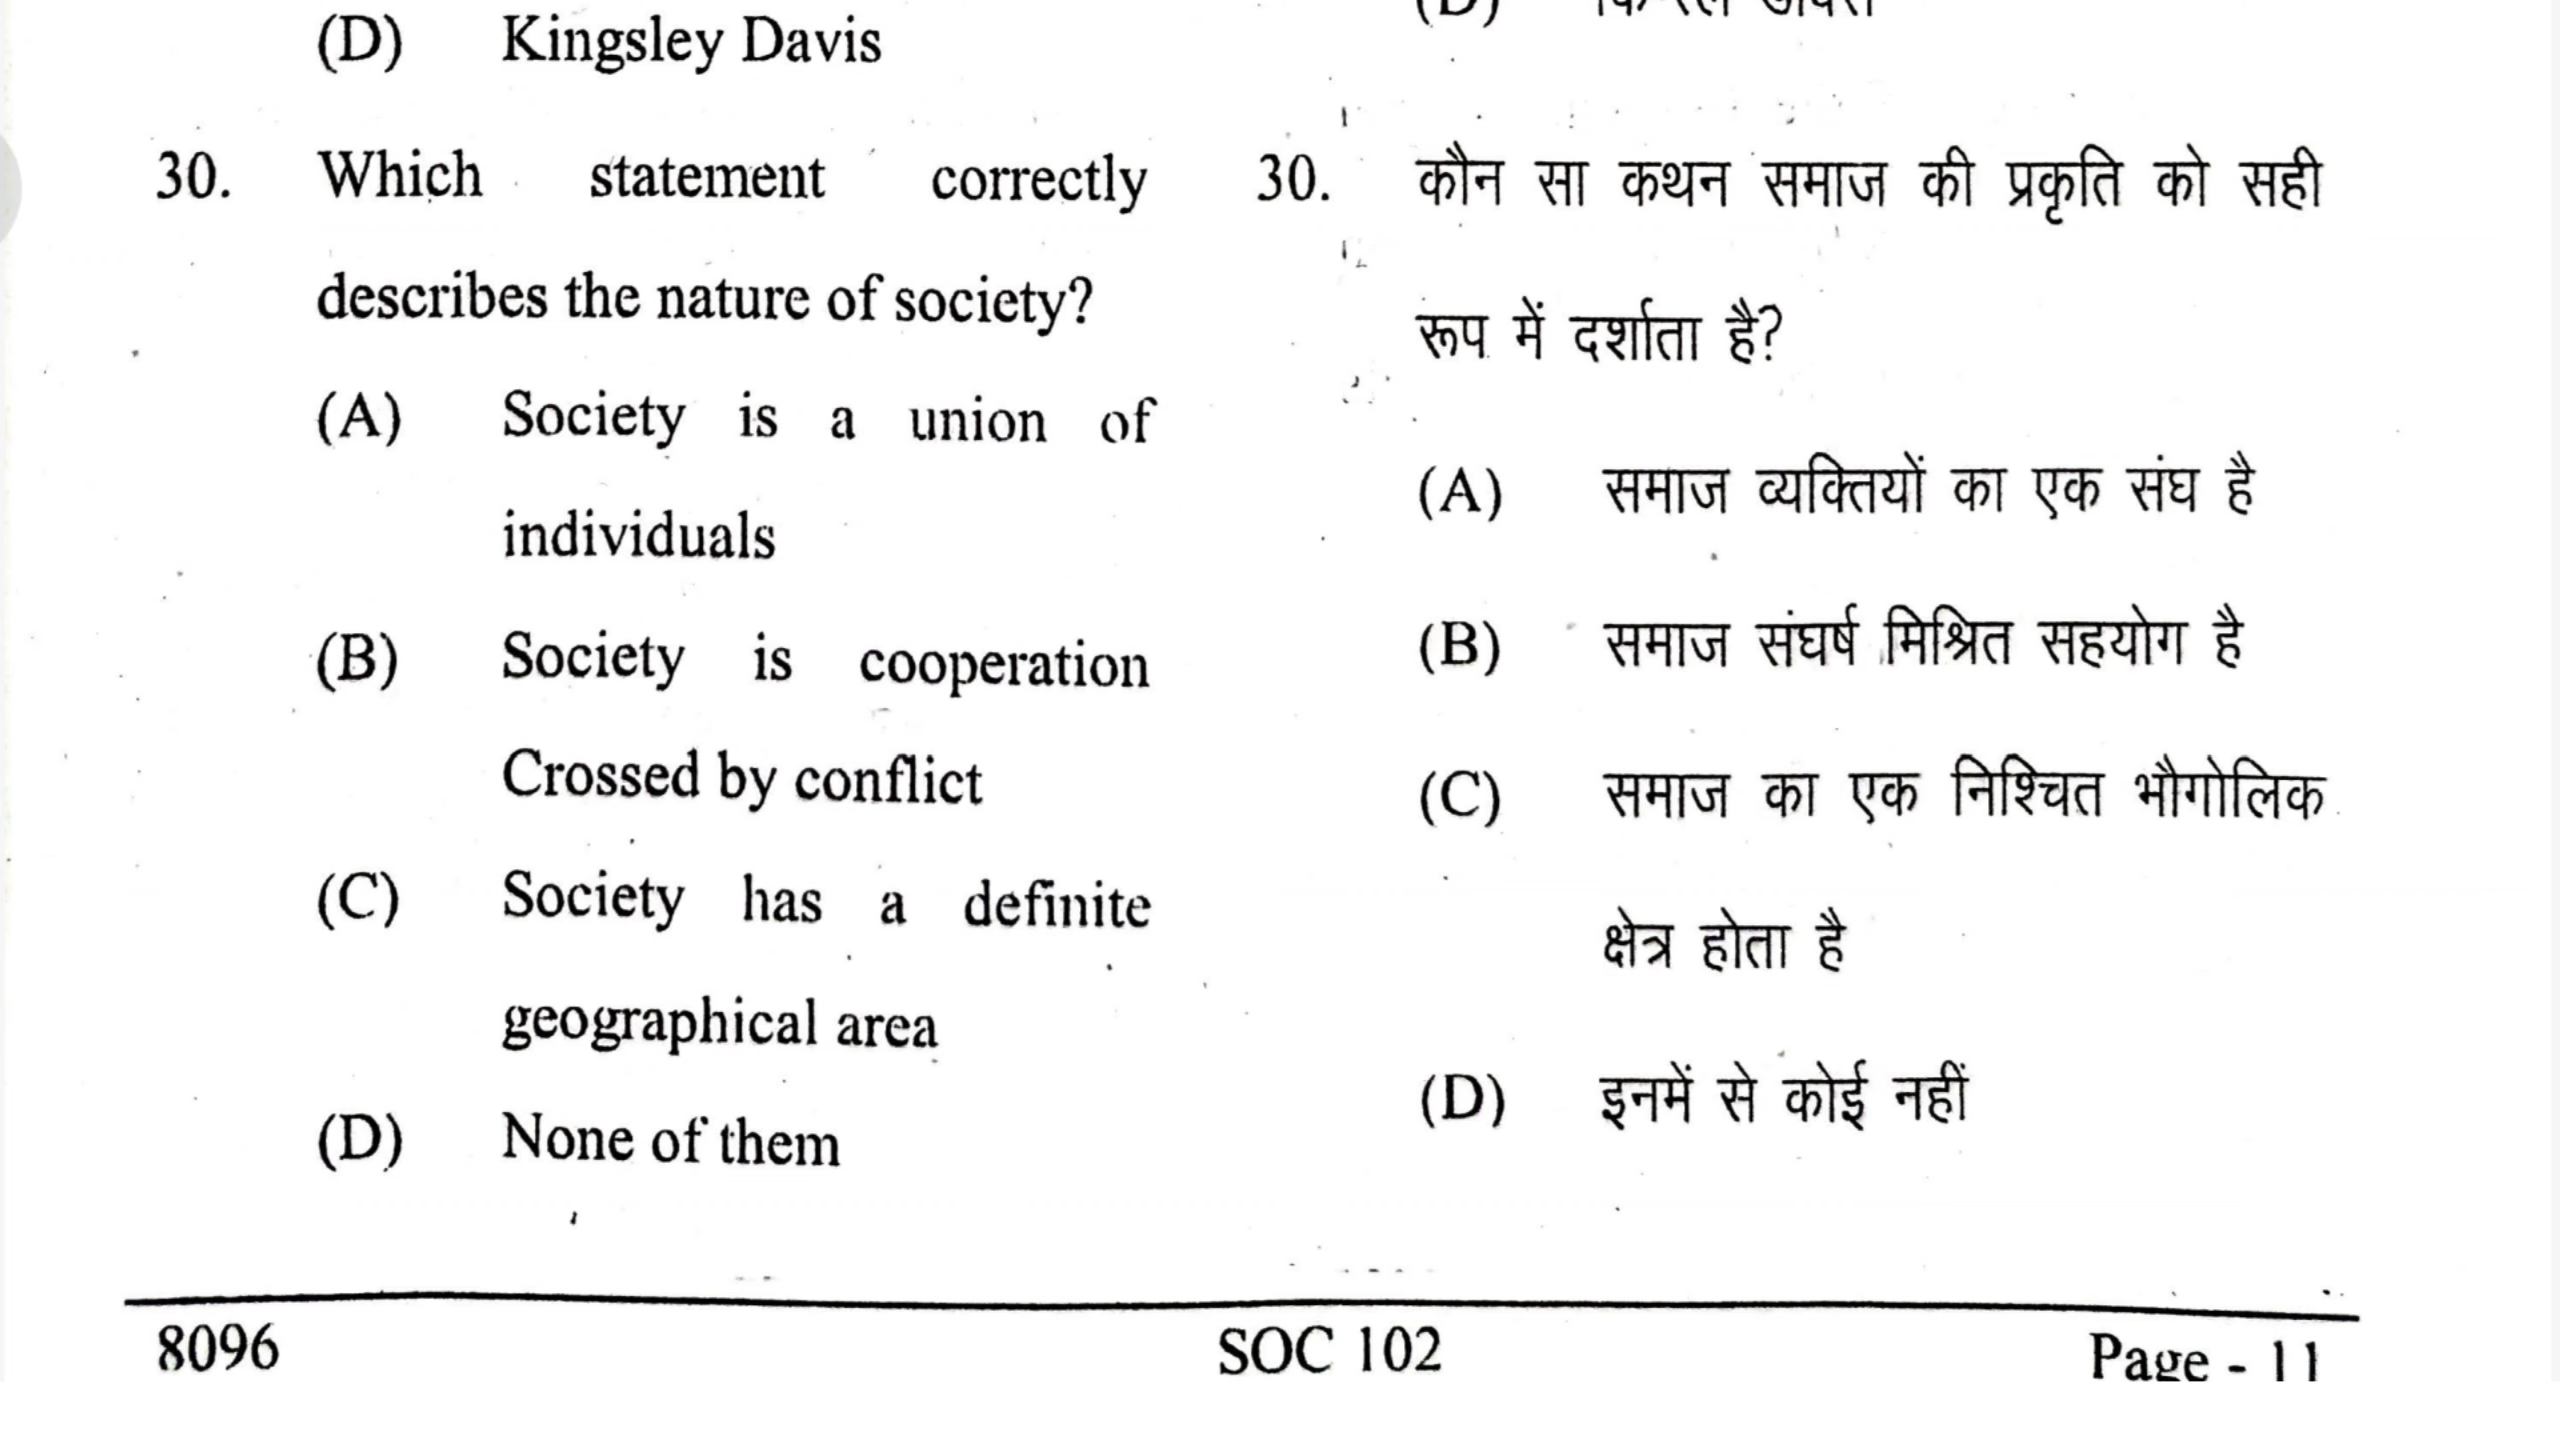 (D) Kingsley Davis
30. Which statement correctly
describes the nature of society?
(A) Society is a union of
individuals
(B) Society is cooperation
Crossed by conflict
(C) Society has a definite
geographical area
(D) None of them
(D)
30. कौन सा कथन समाज की प्रकृति को सही
रूप में दर्शाता है?
(A) समाज व्यक्तियों का एक संघ है
(B) समाज संघर्ष मिश्रित सहयोग है
(C) समाज का एक निश्चित भौगोलिक
क्षेत्र होता है
(D) इनमें से कोई नहीं
8096 SOC 102 Page - 11